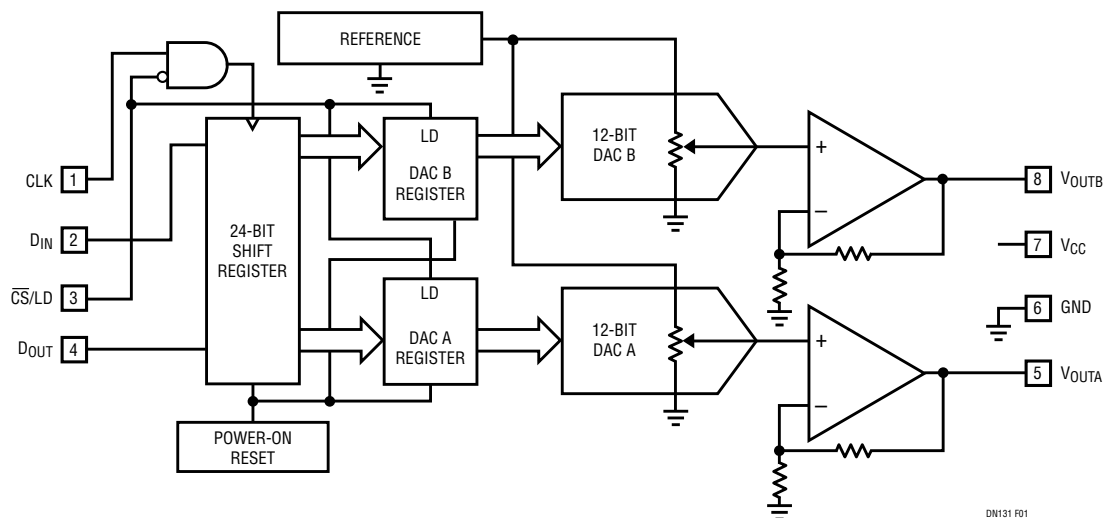 REFERENCE
LD
DAC B
REGISTER
12-BIT
DAC B
+
–
8 VOUTB
CLK 1
DIN 2
C̅S̅/LD 3
DOUT 4
24-BIT
SHIFT
REGISTER
7 VCC
6 GND
LD
DAC A
REGISTER
12-BIT
DAC A
+
–
5 VOUTA
POWER-ON
RESET
DN131 F01